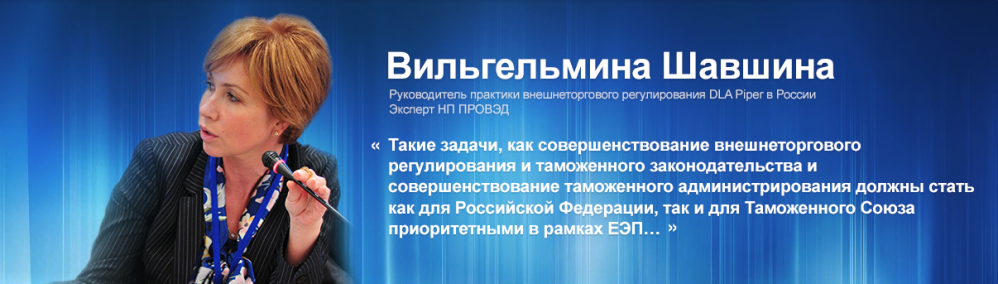 Вильгельмина Шавшина
Руководитель практики внешнеторгового регулирования DLA Piper в России
Эксперт НП ПРОВЭД
« Такие задачи, как совершенствование внешнеторгового
регулирования и таможенного законодательства и
совершенствование таможенного администрирования должны стать
как для Российской Федерации, так и для Таможенного Союза
приоритетными в рамках ЕЭП... »